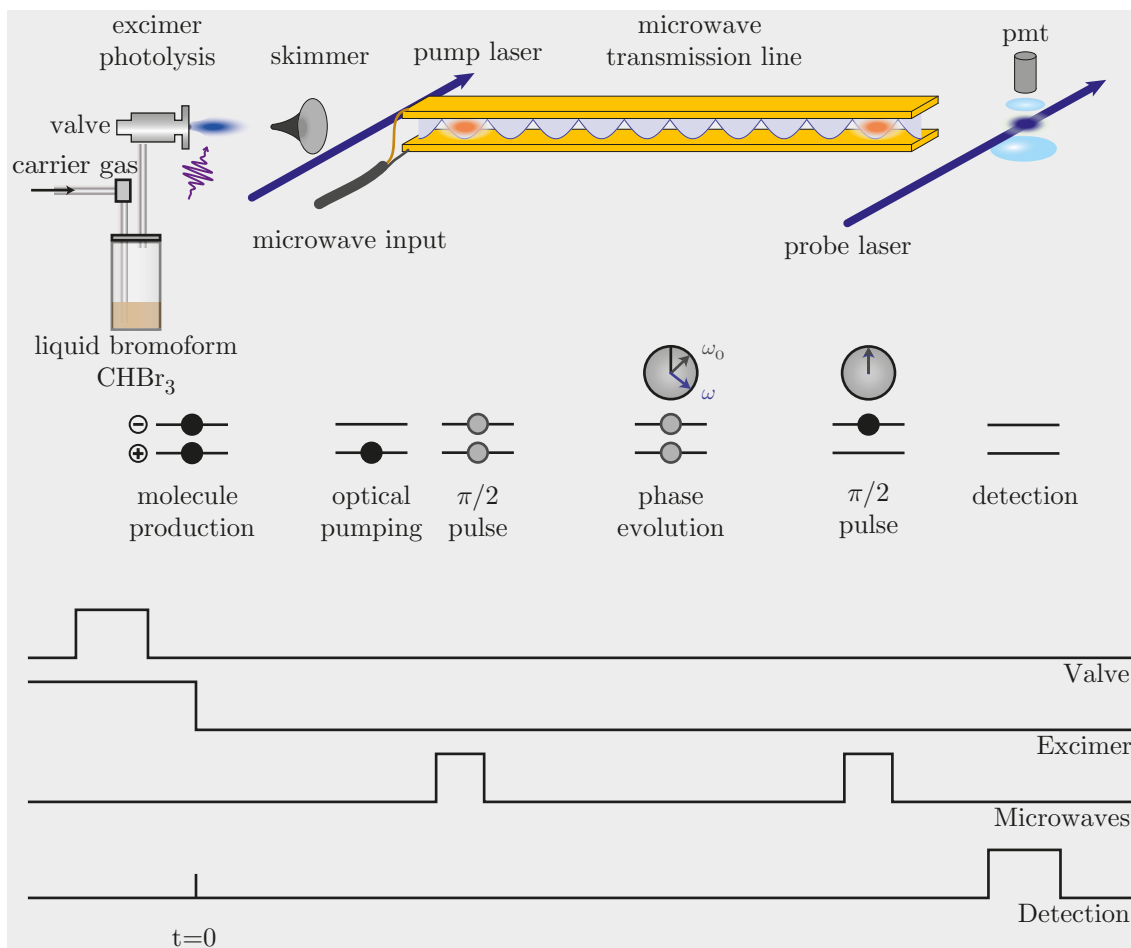 excimer
photolysis
skimmer
pump laser
microwave
transmission line
pmt
valve
carrier gas
microwave input
probe laser
liquid bromoform
CHBr₃
ω₀
ω
⊖
⊕
molecule
production
optical
pumping
π/2
pulse
phase
evolution
π/2
pulse
detection
Valve
Excimer
Microwaves
Detection
t=0